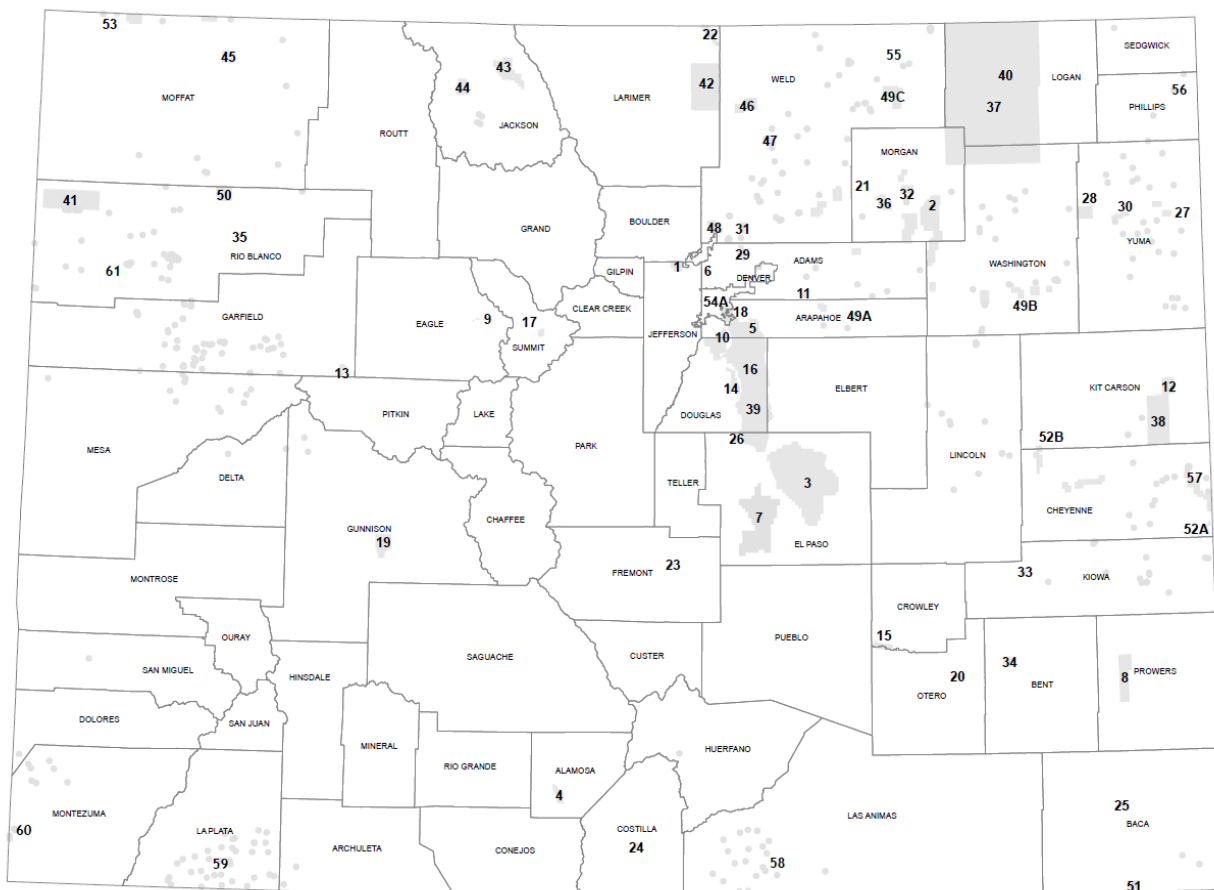 53
22
45
43
55
SEDGWICK
44
42
WELD
40
LOGAN
56
MOFFAT
LARIMER
46
49C
37
PHILLIPS
JACKSON
ROUTT
47
MORGAN
21
32
41
50
36
2
28
30
27
BOULDER
48
31
GRAND
35
RIO BLANCO
YUMA
29
61
1
GILPIN
6
ADAMS
WASHINGTON
DENVER
11
54A
CLEAR CREEK
18
ARAPAHOE
49A
49B
GARFIELD
EAGLE
9
17
5
SUMMIT
JEFFERSON
10
13
16
KIT CARSON
12
14
ELBERT
PITKIN
LAKE
DOUGLAS
39
38
26
52B
MESA
PARK
LINCOLN
DELTA
TELLER
3
57
CHEYENNE
GUNNISON
CHAFFEE
7
52A
19
EL PASO
23
33
MONTROSE
FREMONT
KIOWA
CROWLEY
OURAY
15
PUEBLO
SAGUACHE
CUSTER
34
SAN MIGUEL
HINSDALE
20
BENT
8
PROWERS
OTERO
DOLORES
SAN JUAN
MINERAL
HUERFANO
RIO GRANDE
ALAMOSA
4
25
MONTEZUMA
LAS ANIMAS
60
LA PLATA
COSTILLA
BACA
ARCHULETA
CONEJOS
24
59
58
51